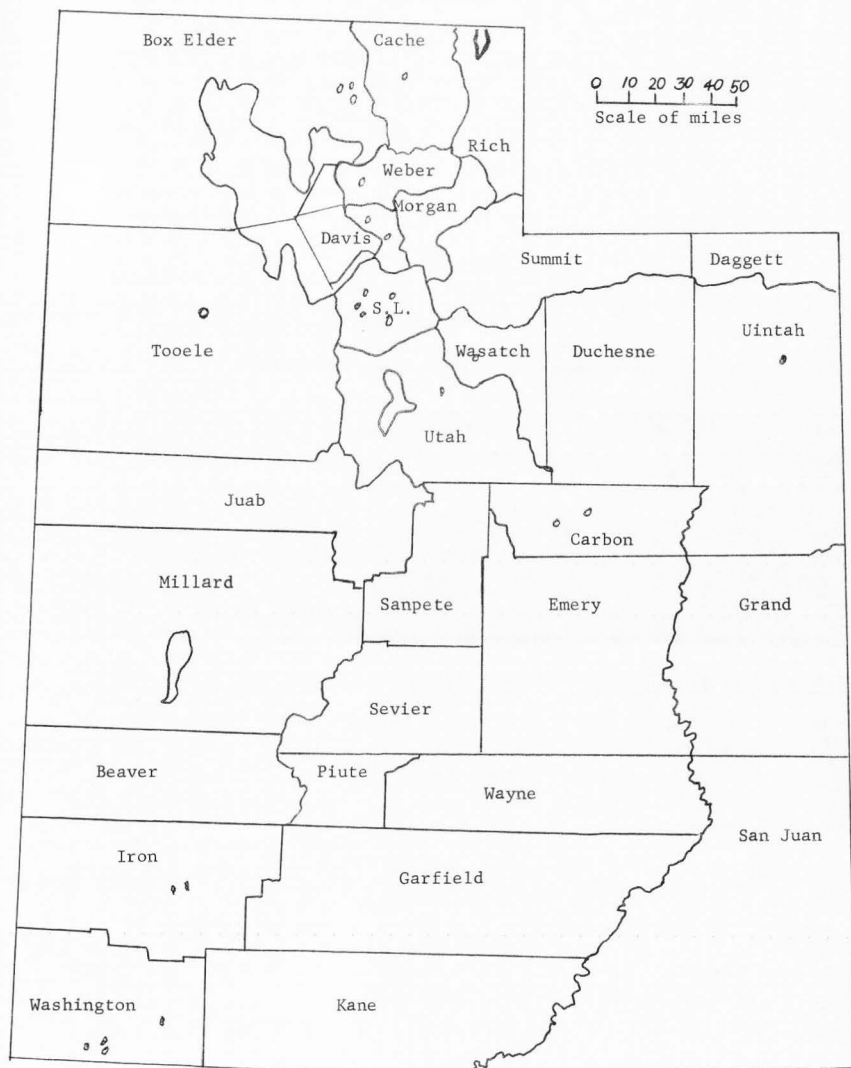 Box Elder
Cache
0 10 20 30 40 50
Scale of miles
Rich
Weber
Morgan
Davis
Summit
Daggett
S.L.
Tooele
Wasatch
Duchesne
Uintah
Utah
Juab
Carbon
Millard
Sanpete
Emery
Grand
Sevier
Beaver
Piute
Wayne
San Juan
Iron
Garfield
Washington
Kane